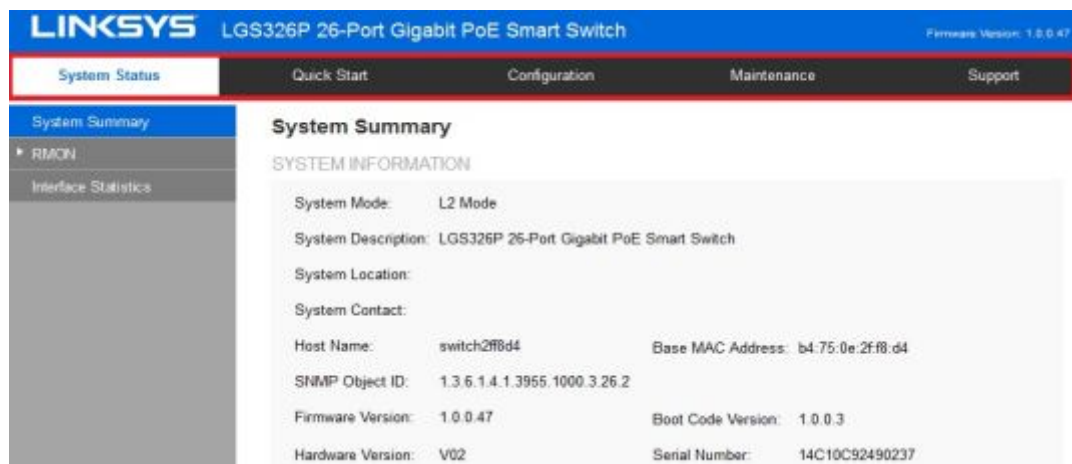 LINKSYS LGS326P 26-Port Gigabit PoE Smart Switch Firmware Version: 1.0.0.47
System Status Quick Start Configuration Maintenance Support
System Summary
RMON
Interface Statistics
System Summary
SYSTEM INFORMATION
System Mode: L2 Mode
System Description: LGS326P 26-Port Gigabit PoE Smart Switch
System Location:
System Contact:
Host Name: switch2ff8d4 Base MAC Address: b4:75:0e:2f:f8:d4
SNMP Object ID: 1.3.6.1.4.1.3955.1000.3.26.2
Firmware Version: 1.0.0.47 Boot Code Version: 1.0.0.3
Hardware Version: V02 Serial Number: 14C10C92490237